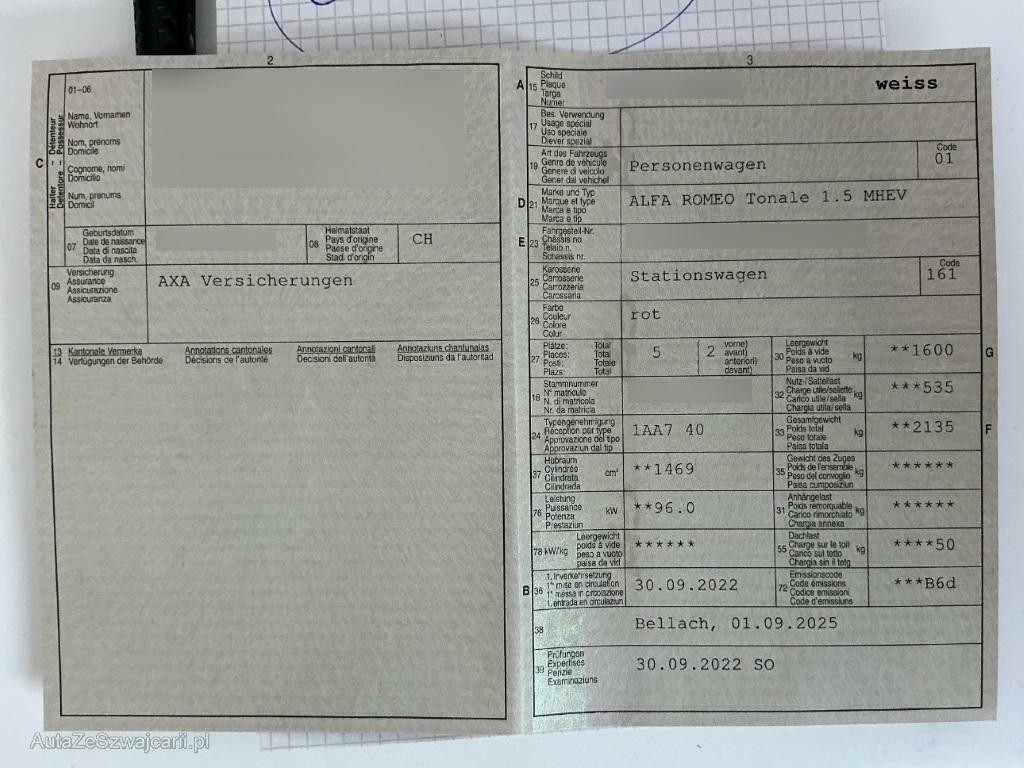 2
C
Halter – Détenteur
Detentore – Possessur
01-06
Name, Vornamen
Wohnort
Nom, prénoms
Domicile
Cognome, nomi
Domicilio
Num, prenums
Domicil
07
Geburtsdatum
Date de naissance
Data di nascita
Data da nasch.
08
Heimatstaat
Pays d'origine
Paese d'origine
Stad d'origin
CH
09
Versicherung
Assurance
Assicurazione
Assicuranza
AXA Versicherungen
13 Kantonale Vermerke Annotations cantonales Annotazioni cantonali Annotaziuns chantunalas
14 Verfügungen der Behörde Décisions de l'autorité Decisioni dell'autorità Disposiziuns da l'autoritad
3
A
15
Schild
Plaque
Targa
Numer
weiss
17
Bes. Verwendung
Usage spécial
Uso speciale
Diever spezial
19
Art des Fahrzeugs
Genre de véhicule
Genere di veicolo
Gener dal vehichel
Personenwagen
Code
01
D
21
Marke und Typ
Marque et type
Marca e tipo
Marca e tip
ALFA ROMEO Tonale 1.5 MHEV
E
23
Fahrgestell-Nr.
Châssis no
Telaio n.
Schassis nr.
25
Karosserie
Carrosserie
Carrozzeria
Carossaria
Stationswagen
Code
161
26
Farbe
Couleur
Colore
Colur
rot
27
Plätze: Total
Places: Total
Posti: Totale
Plazs: Total
5
2
vorne)
avant)
anteriori)
davant)
30
Leergewicht
Poids à vide
Peso a vuoto
Paisa da vid
kg
**1600
G
18
Stammnummer
N° matricule
N. di matricola
Nr. da matricla
32
Nutz-/Sattellast
Charge utile/sellette
Carico utile/sella
Chargia utila/sella
kg
***535
24
Typengenehmigung
Réception par type
Approvazione del tipo
Approvaziun dal tip
1AA7 40
33
Gesamtgewicht
Poids total
Peso totale
Paisa totala
kg
**2135
F
37
Hubraum
Cylindrée
Cilindrata
Cilindrada
cm³
**1469
35
Gewicht des Zuges
Poids de l'ensemble
Peso del convoglio
Paisa cumposiziun
kg
******
76
Leistung
Puissance
Potenza
Prestaziun
kW
**96.0
31
Anhängelast
Poids remorquable
Carico rimorchiato
Chargia annexa
kg
******
78 kW/kg
Leergewicht
poids à vide
peso a vuoto
paisa da vid
******
55
Dachlast
Charge sur le toit
Carico sul tetto
Chargia sin il tetg
kg
****50
B
36
1. Inverkehrsetzung
1re mise en circulation
1a messa in circolazione
1. entrada en circulaziun
30.09.2022
72
Emissionscode
Code émissions
Codice emissioni
Code d'emissiuns
***B6d
38
Bellach, 01.09.2025
39
Prüfungen
Expertises
Perizie
Examinaziuns
30.09.2022 SO
AutaZeSzwajcarii.pl